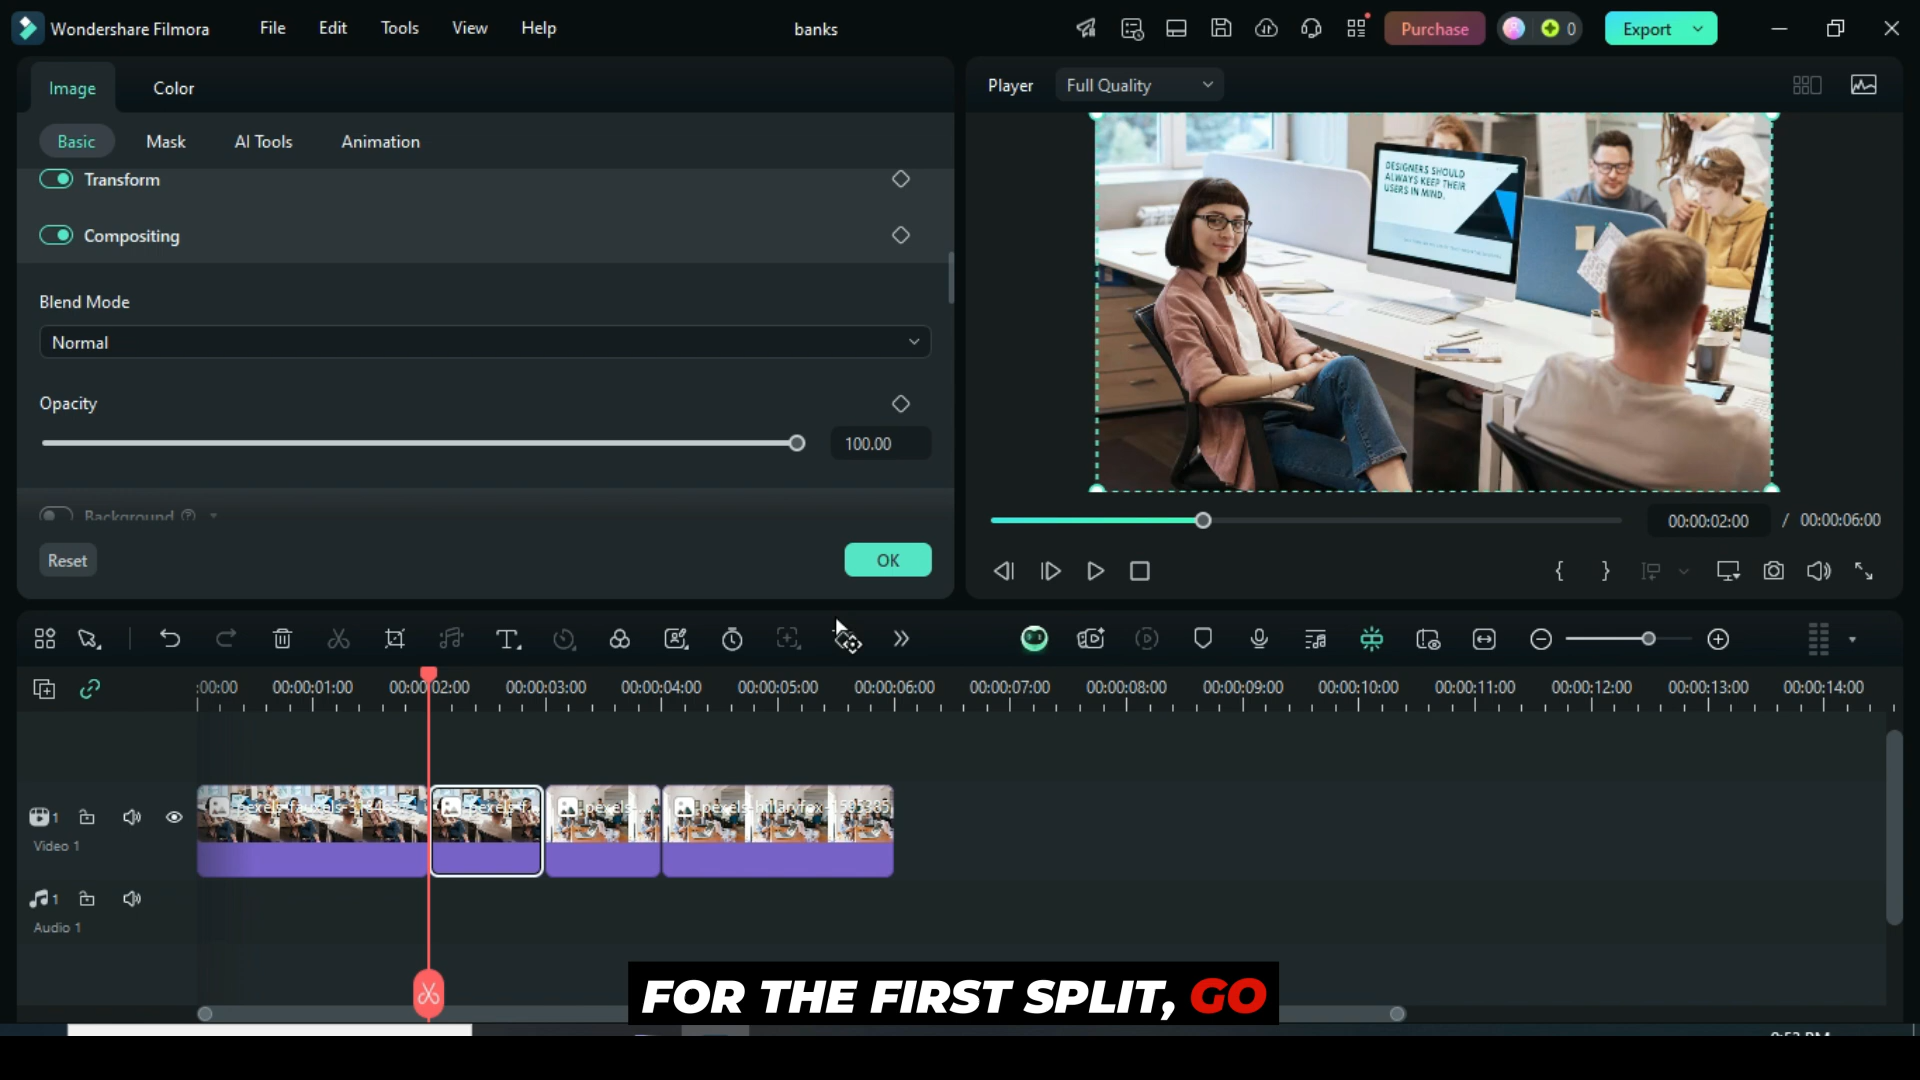 Wondershare Filmora
File
Edit
Tools
View
Help
banks
Purchase
0
Export
Image
Color
Basic
Mask
AI Tools
Animation
Transform
Compositing
Blend Mode
Normal
Opacity
100.00
Background
Reset
OK
Player
Full Quality
DESIGNERS SHOULD
ALWAYS KEEP THEIR
USERS IN MIND.
00:00:02:00 / 00:00:06:00
:00:00 00:00:01:00 00:00:02:00 00:00:03:00 00:00:04:00 00:00:05:00 00:00:06:00 00:00:07:00 00:00:08:00 00:00:09:00 00:00:10:00 00:00:11:00 00:00:12:00 00:00:13:00 00:00:14:00
1
Video 1
1
Audio 1
FOR THE FIRST SPLIT, GO